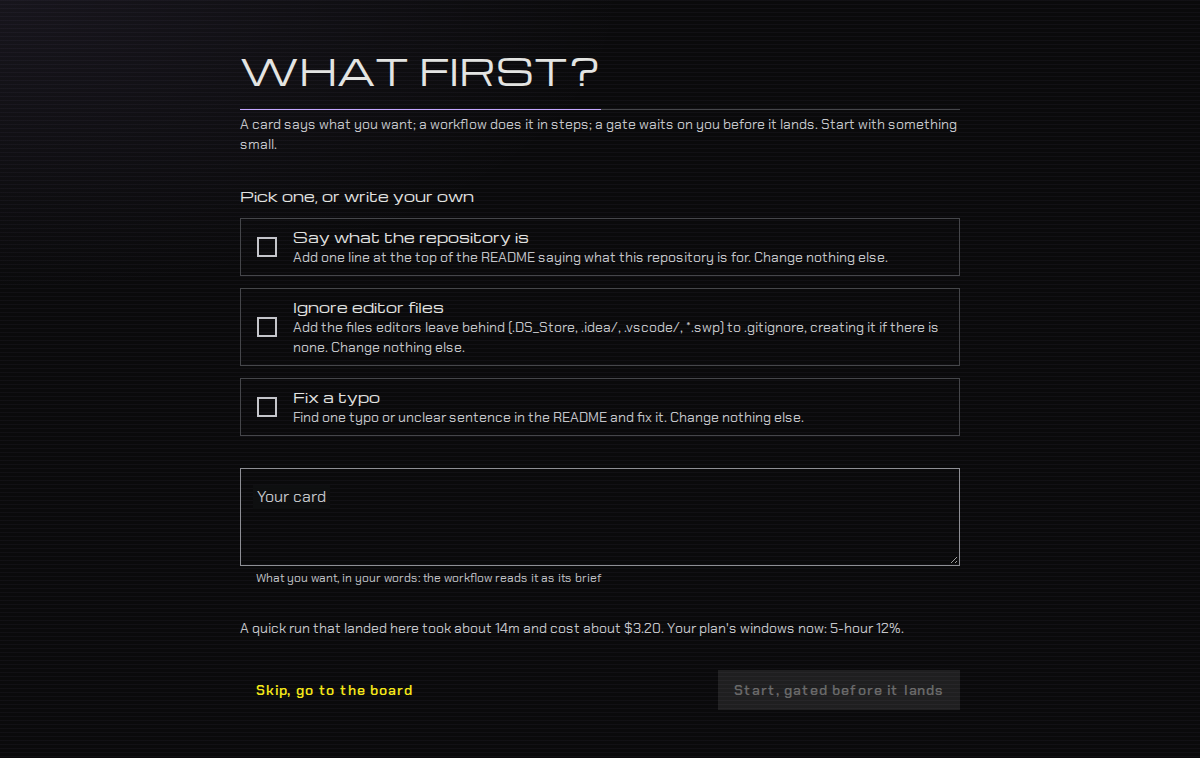 WHAT FIRST?
A card says what you want; a workflow does it in steps; a gate waits on you before it lands. Start with something
small.
Pick one, or write your own
Say what the repository is
Add one line at the top of the README saying what this repository is for. Change nothing else.
Ignore editor files
Add the files editors leave behind (.DS_Store, .idea/, .vscode/, *.swp) to .gitignore, creating it if there is
none. Change nothing else.
Fix a typo
Find one typo or unclear sentence in the README and fix it. Change nothing else.
Your card
What you want, in your words: the workflow reads it as its brief
A quick run that landed here took about 14m and cost about $3.20. Your plan's windows now: 5-hour 12%.
Skip, go to the board
Start, gated before it lands